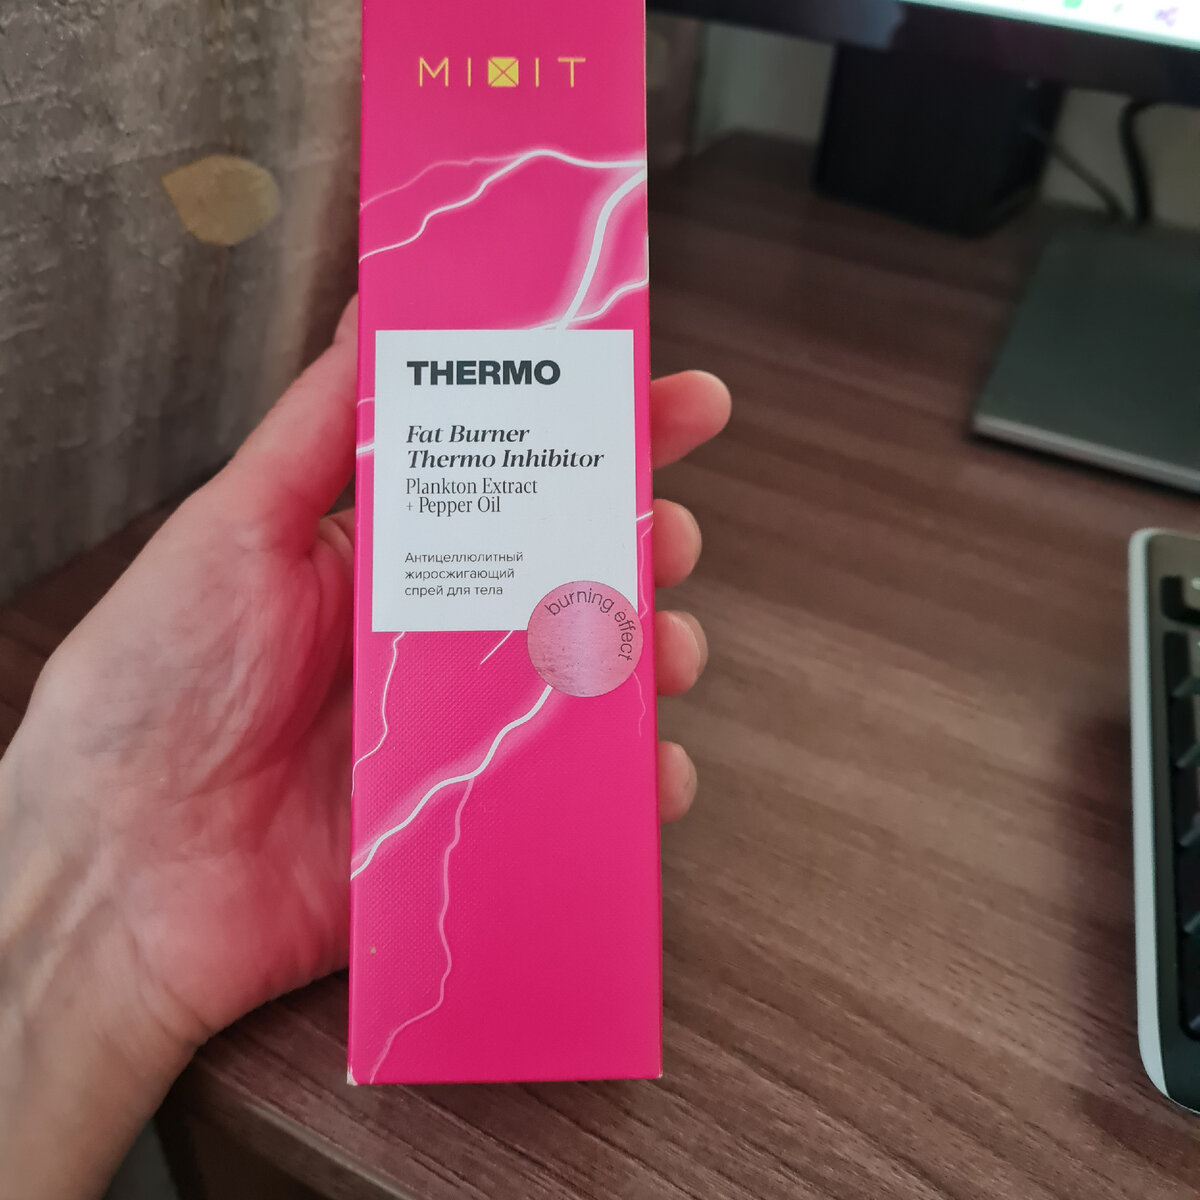 MIXIT
THERMO
Fat Burner
Thermo Inhibitor
Plankton Extract
+ Pepper Oil
Антицеллюлитный
жиросжигающий
спрей для тела
burning effect